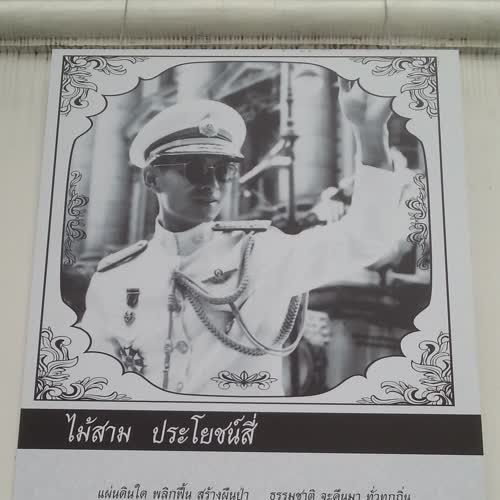 ไม้สาม ประโยชน์สี่
แผ่นดินใด พลิกฟื้น สร้างผืนป่า ธรรมชาติ จะคืนมา ทั่วทุกถิ่น